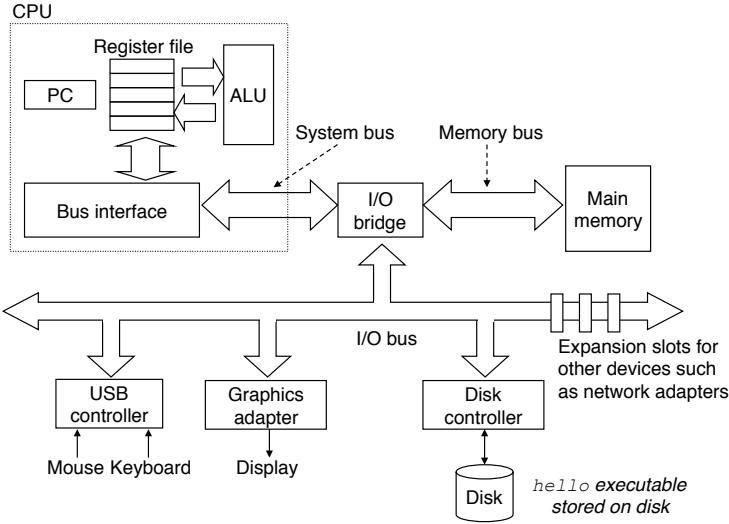 CPU
Register file
PC
ALU
System bus
Memory bus
Bus interface
I/O
bridge
Main
memory
I/O bus
Expansion slots for
other devices such
as network adapters
USB
controller
Graphics
adapter
Disk
controller
Mouse Keyboard
Display
Disk
hello executable
stored on disk